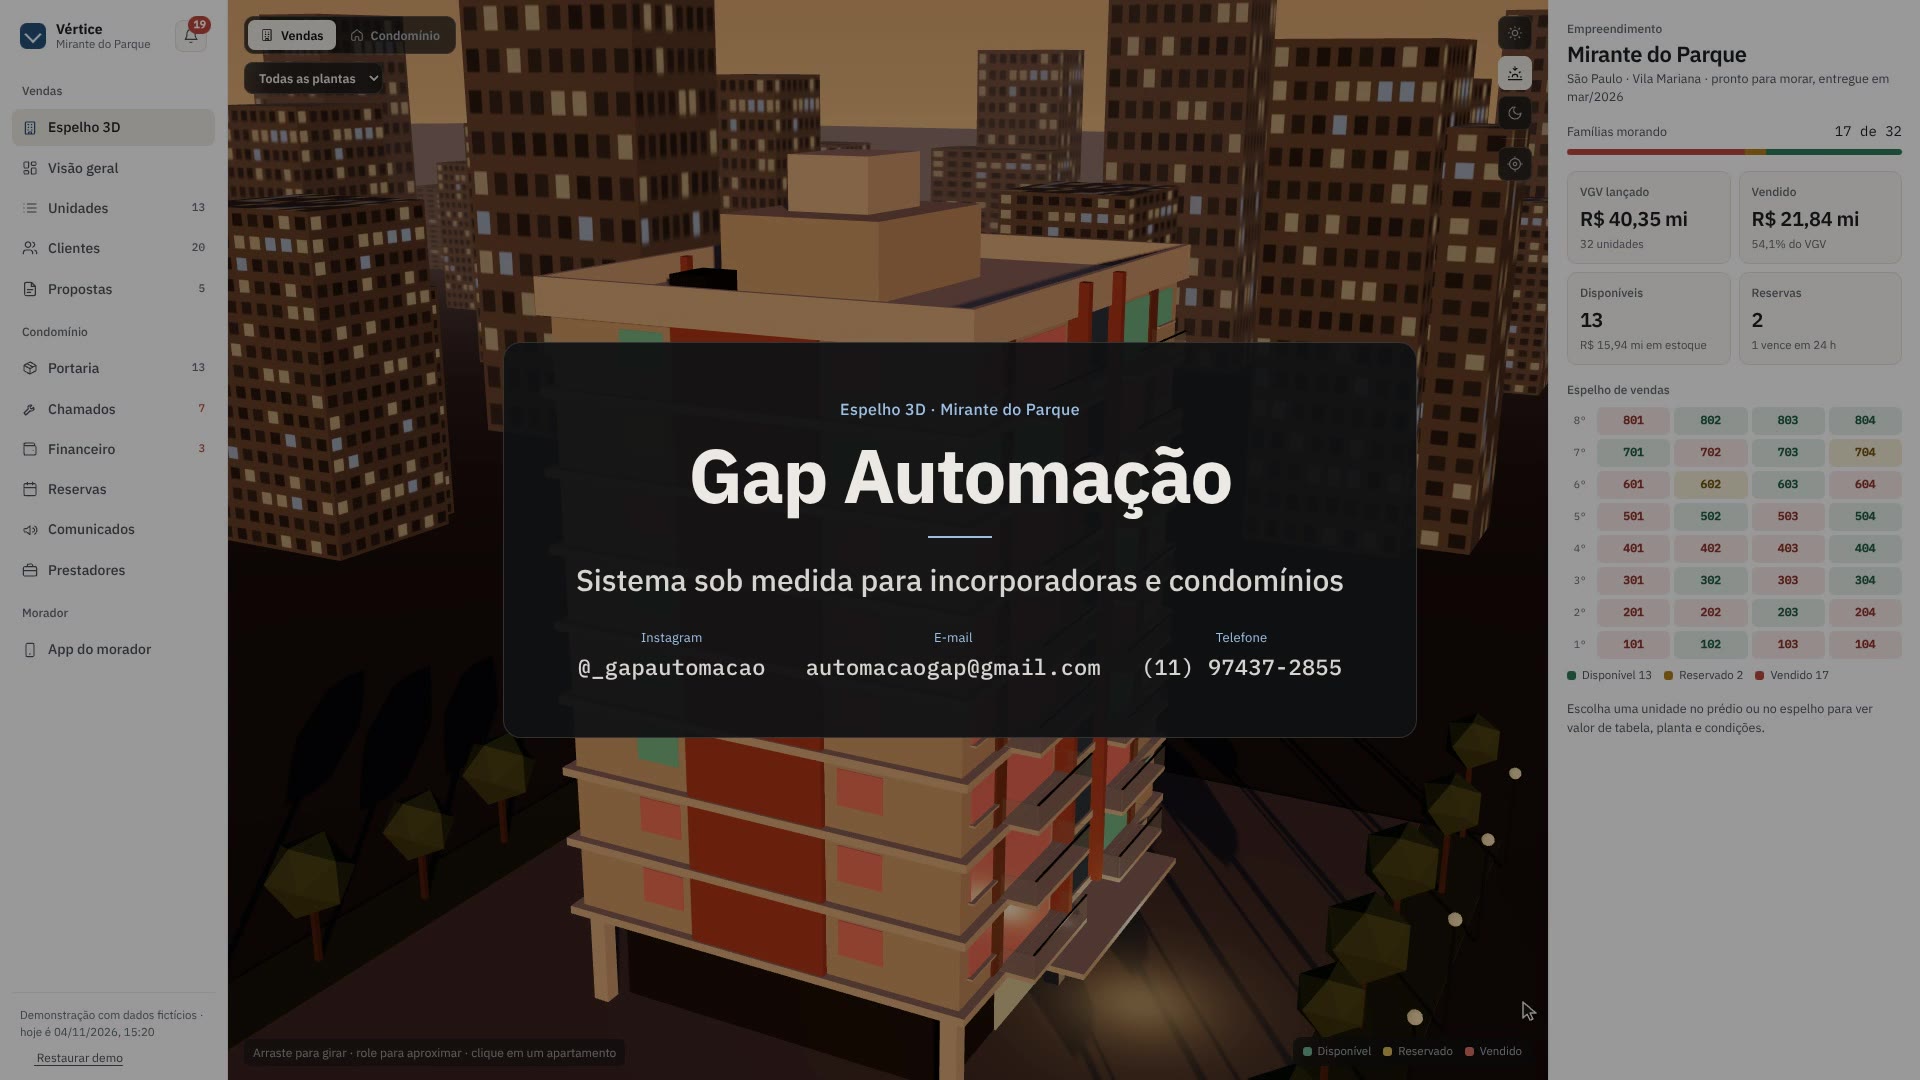 Vértice
Mirante do Parque
19
Vendas
Espelho 3D
Visão geral
Unidades 13
Clientes 20
Propostas 5
Condomínio
Portaria 13
Chamados 7
Financeiro 3
Reservas
Comunicados
Prestadores
Morador
App do morador
Demonstração com dados fictícios ·
hoje é 04/11/2026, 15:20
Restaurar demo
Vendas Condomínio
Todas as plantas
Espelho 3D · Mirante do Parque
Gap Automação
Sistema sob medida para incorporadoras e condomínios
Instagram E-mail Telefone
@_gapautomacao automacaogap@gmail.com (11) 97437-2855
Arraste para girar · role para aproximar · clique em um apartamento
Disponível Reservado Vendido
Empreendimento
Mirante do Parque
São Paulo · Vila Mariana · pronto para morar, entregue em
mar/2026
Famílias morando 17 de 32
VGV lançado Vendido
R$ 40,35 mi R$ 21,84 mi
32 unidades 54,1% do VGV
Disponíveis Reservas
13 2
R$ 15,94 mi em estoque 1 vence em 24 h
Espelho de vendas
8° 801 802 803 804
7° 701 702 703 704
6° 601 602 603 604
5° 501 502 503 504
4° 401 402 403 404
3° 301 302 303 304
2° 201 202 203 204
1° 101 102 103 104
Disponível 13 Reservado 2 Vendido 17
Escolha uma unidade no prédio ou no espelho para ver
valor de tabela, planta e condições.